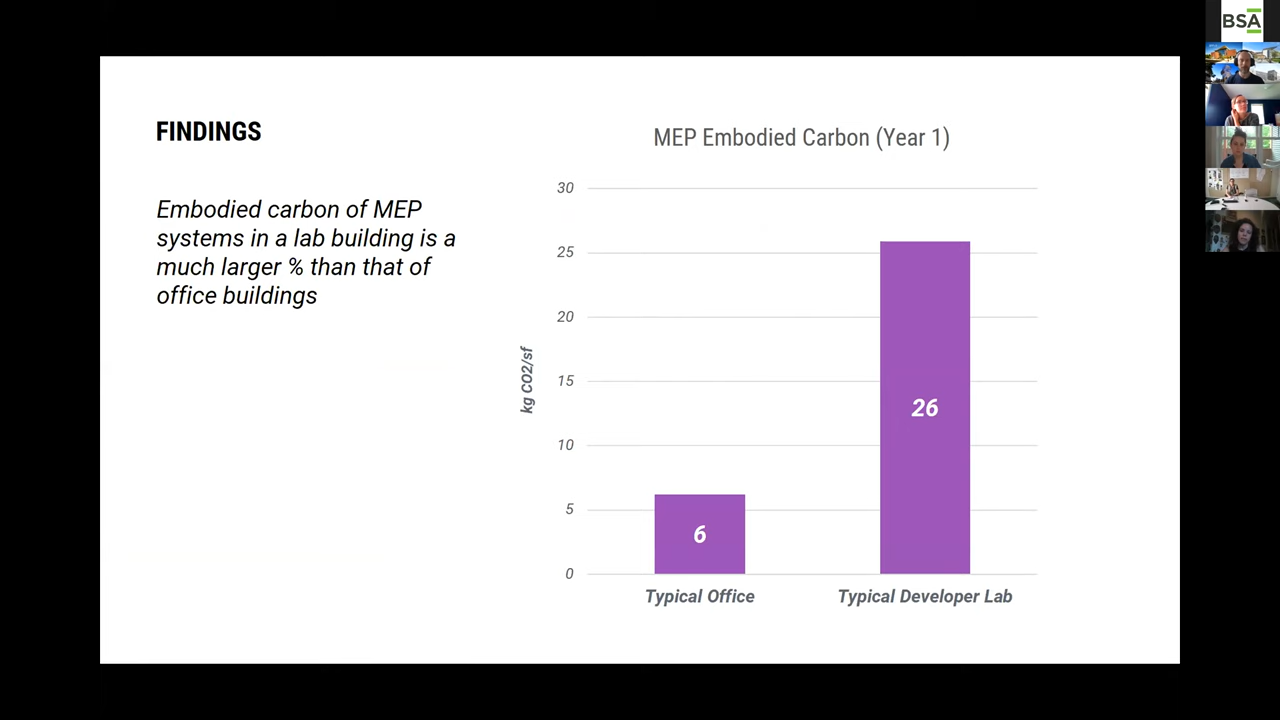 BSA
FINDINGS
Embodied carbon of MEP
systems in a lab building is a
much larger % than that of
office buildings
MEP Embodied Carbon (Year 1)
kg CO2/sf
30
25
20
15
10
5
0
6
26
Typical Office
Typical Developer Lab